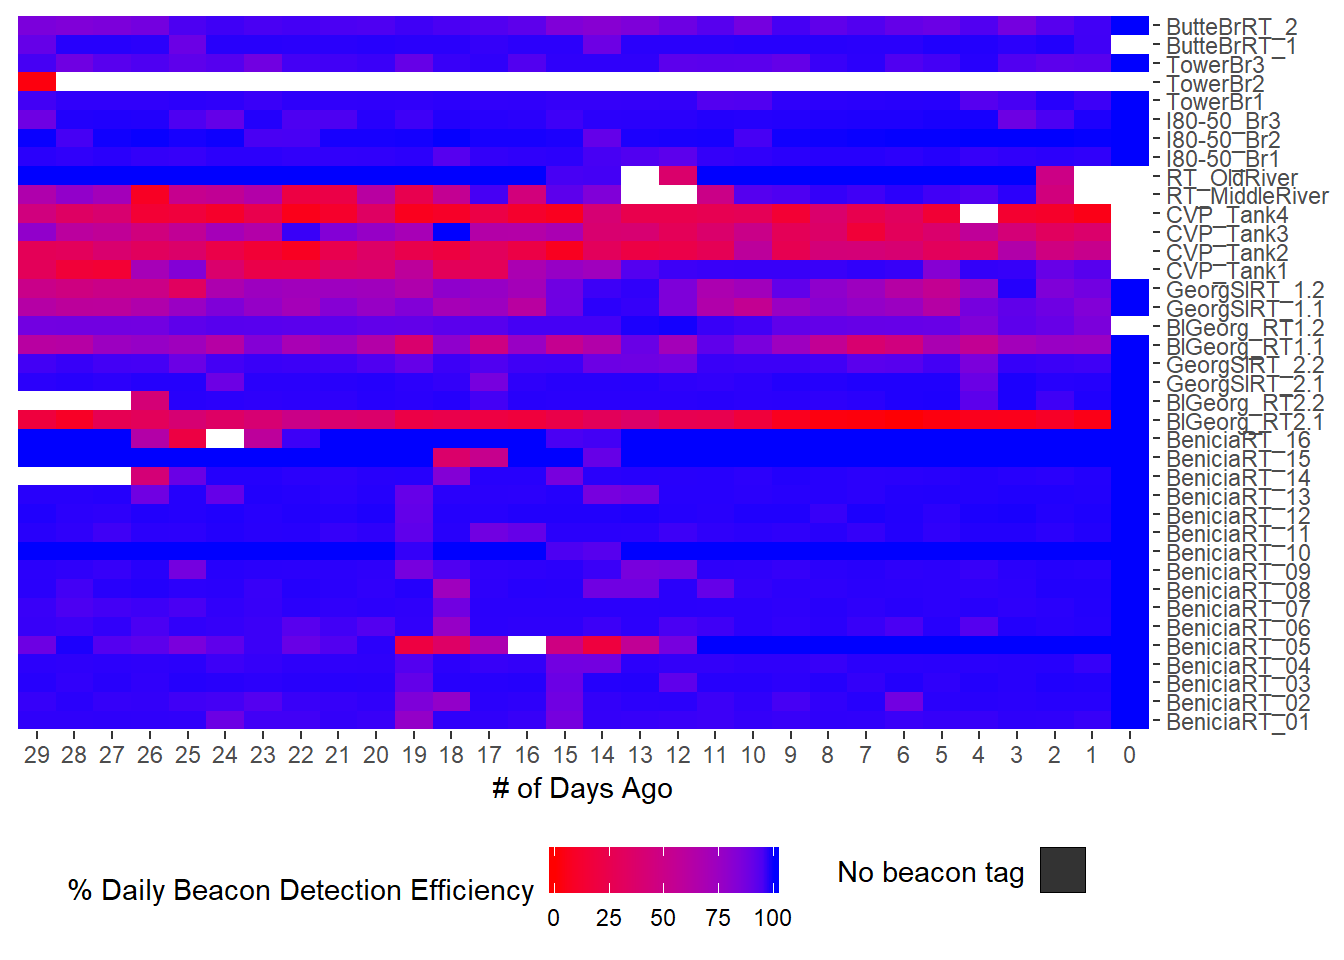 ButteBrRT_2
ButteBrRT_1
TowerBr3
TowerBr2
TowerBr1
I80-50_Br3
I80-50_Br2
I80-50_Br1
RT_OldRiver
RT_MiddleRiver
CVP_Tank4
CVP_Tank3
CVP_Tank2
CVP_Tank1
GeorgSlRT_1.2
GeorgSlRT_1.1
BlGeorg_RT1.2
BlGeorg_RT1.1
GeorgSlRT_2.2
GeorgSlRT_2.1
BlGeorg_RT2.2
BlGeorg_RT2.1
BeniciaRT_16
BeniciaRT_15
BeniciaRT_14
BeniciaRT_13
BeniciaRT_12
BeniciaRT_11
BeniciaRT_10
BeniciaRT_09
BeniciaRT_08
BeniciaRT_07
BeniciaRT_06
BeniciaRT_05
BeniciaRT_04
BeniciaRT_03
BeniciaRT_02
BeniciaRT_01
29 28 27 26 25 24 23 22 21 20 19 18 17 16 15 14 13 12 11 10 9 8 7 6 5 4 3 2 1 0
# of Days Ago
% Daily Beacon Detection Efficiency
0 25 50 75 100
No beacon tag